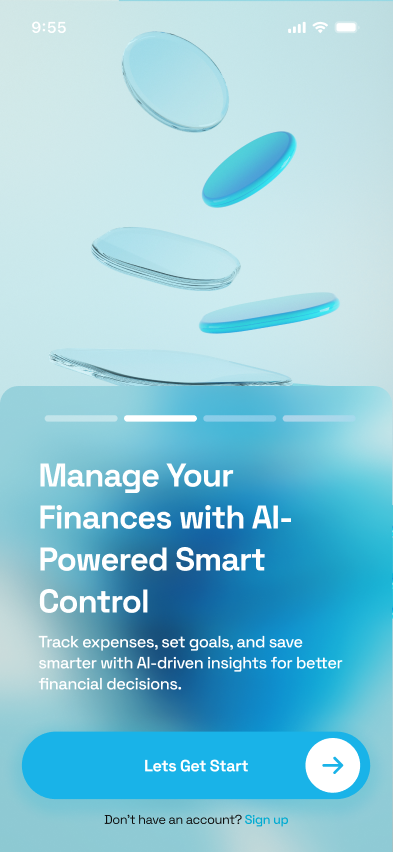 9:55
Manage Your
Finances with AI-
Powered Smart
Control
Track expenses, set goals, and save
smarter with AI-driven insights for better
financial decisions.
Lets Get Start
Don't have an account? Sign up